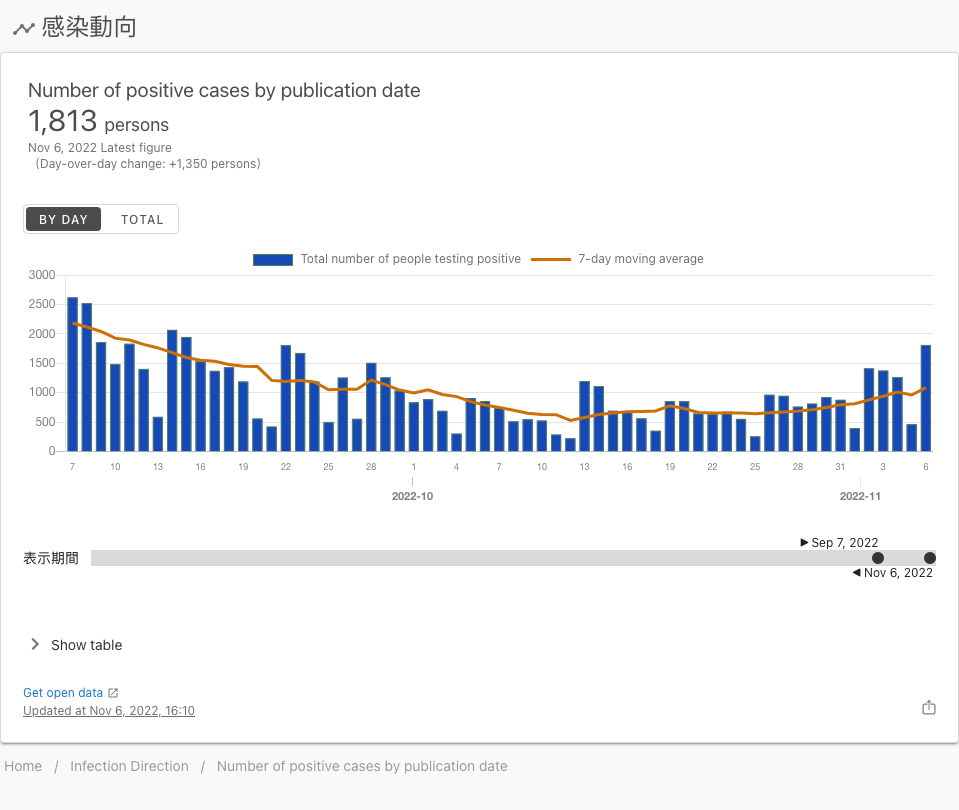 感染動向
Number of positive cases by publication date
1,813 persons
Nov 6, 2022 Latest figure
(Day-over-day change: +1,350 persons)
BY DAY TOTAL
Total number of people testing positive 7-day moving average
3000
2500
2000
1500
1000
500
0
7 10 13 16 19 22 25 28 1 4 7 10 13 16 19 22 25 28 31 3 6
2022-10 2022-11
Sep 7, 2022
表示期間
Nov 6, 2022
Show table
Get open data
Updated at Nov 6, 2022, 16:10
Home / Infection Direction / Number of positive cases by publication date